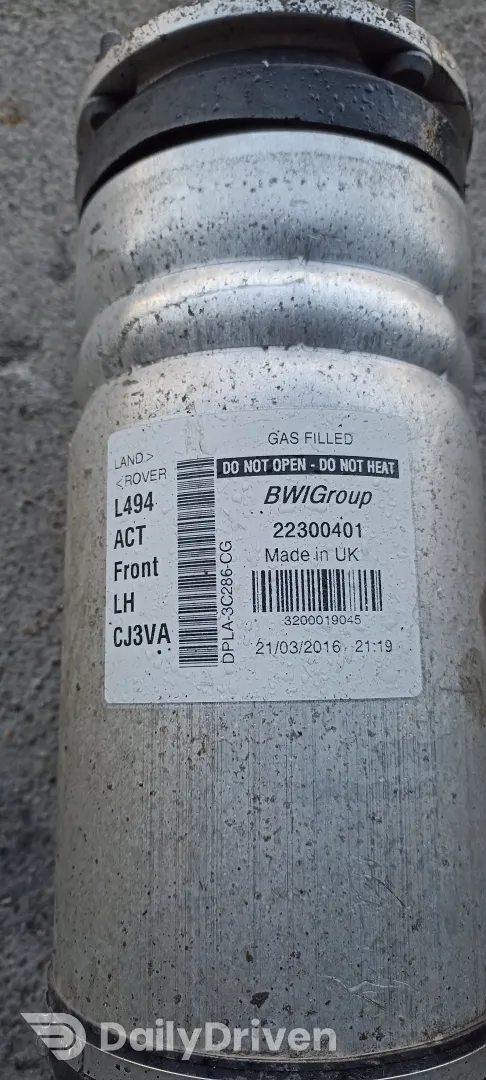 LAND>
<ROVER
L494
ACT
Front
LH
CJ3VA
DPLA-3C286-CG
GAS FILLED
DO NOT OPEN - DO NOT HEAT
BWIGroup
22300401
Made in UK
3200019045
21/03/2016 21:19
DailyDriven